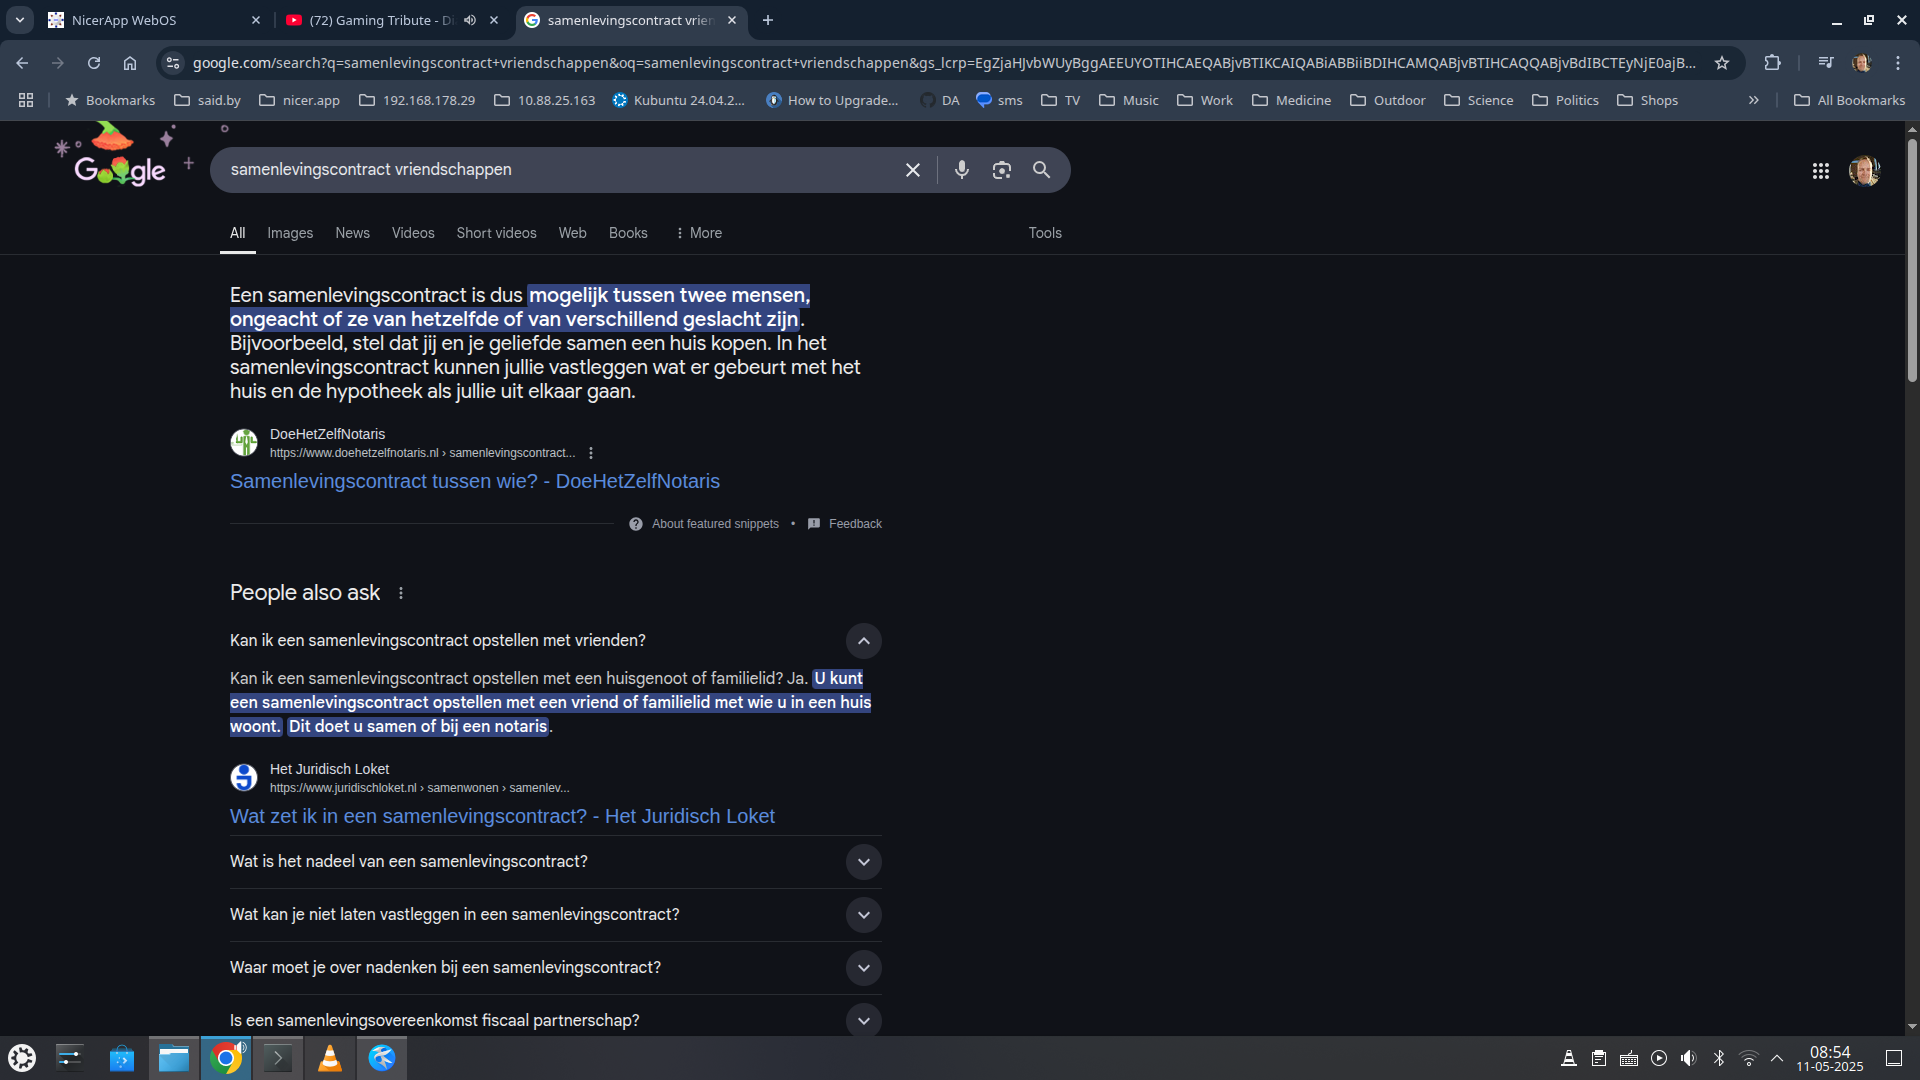 NicerApp WebOS
(72) Gaming Tribute - D
samenlevingscontract vrien
google.com/search?q=samenlevingscontract+vriendschappen&oq=samenlevingscontract+vriendschappen&gs_lcrp=EgZjaHJvbWUyBggAEEUYOTIHCAEQABjvBTIKCAIQABiABBiiBDIHCAMQABjvBTIHCAQQABjvBdIBCTEyNjE0ajB...
Bookmarks
said.by
nicer.app
192.168.178.29
10.88.25.163
Kubuntu 24.04.2...
How to Upgrade...
DA
sms
TV
Music
Work
Medicine
Outdoor
Science
Politics
Shops
All Bookmarks
Google
samenlevingscontract vriendschappen
All
Images
News
Videos
Short videos
Web
Books
More
Tools
Een samenlevingscontract is dus mogelijk tussen twee mensen,
ongeacht of ze van hetzelfde of van verschillend geslacht zijn.
Bijvoorbeeld, stel dat jij en je geliefde samen een huis kopen. In het
samenlevingscontract kunnen jullie vastleggen wat er gebeurt met het
huis en de hypotheek als jullie uit elkaar gaan.
DoeHetZelfNotaris
https://www.doehetzelfnotaris.nl › samenlevingscontract...
Samenlevingscontract tussen wie? - DoeHetZelfNotaris
About featured snippets • Feedback
People also ask
Kan ik een samenlevingscontract opstellen met vrienden?
Kan ik een samenlevingscontract opstellen met een huisgenoot of familielid? Ja. U kunt
een samenlevingscontract opstellen met een vriend of familielid met wie u in een huis
woont. Dit doet u samen of bij een notaris.
Het Juridisch Loket
https://www.juridischloket.nl › samenwonen › samenlev...
Wat zet ik in een samenlevingscontract? - Het Juridisch Loket
Wat is het nadeel van een samenlevingscontract?
Wat kan je niet laten vastleggen in een samenlevingscontract?
Waar moet je over nadenken bij een samenlevingscontract?
Is een samenlevingsovereenkomst fiscaal partnerschap?
08:54
11-05-2025